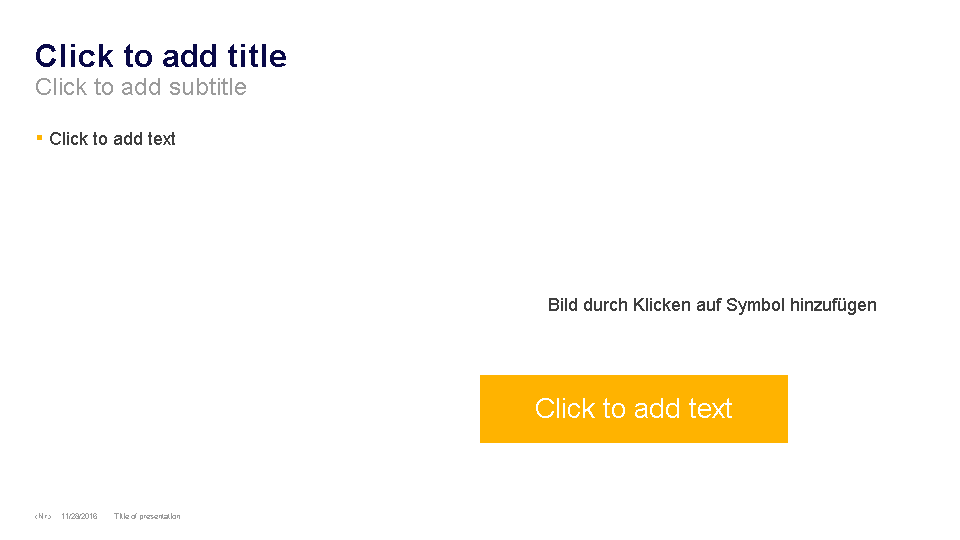 Click to add title
Click to add subtitle
▪ Click to add text
Bild durch Klicken auf Symbol hinzufügen
Click to add text
‹Nr.› 11/28/2016 Title of presentation